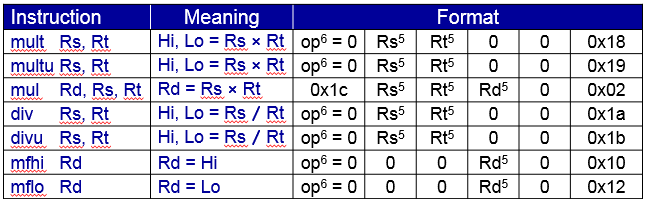 Instruction Meaning Format
mult Rs, Rt Hi, Lo = Rs × Rt op⁶ = 0 Rs⁵ Rt⁵ 0 0 0x18
multu Rs, Rt Hi, Lo = Rs × Rt op⁶ = 0 Rs⁵ Rt⁵ 0 0 0x19
mul Rd, Rs, Rt Rd = Rs × Rt 0x1c Rs⁵ Rt⁵ Rd⁵ 0 0x02
div Rs, Rt Hi, Lo = Rs / Rt op⁶ = 0 Rs⁵ Rt⁵ 0 0 0x1a
divu Rs, Rt Hi, Lo = Rs / Rt op⁶ = 0 Rs⁵ Rt⁵ 0 0 0x1b
mfhi Rd Rd = Hi op⁶ = 0 0 0 Rd⁵ 0 0x10
mflo Rd Rd = Lo op⁶ = 0 0 0 Rd⁵ 0 0x12